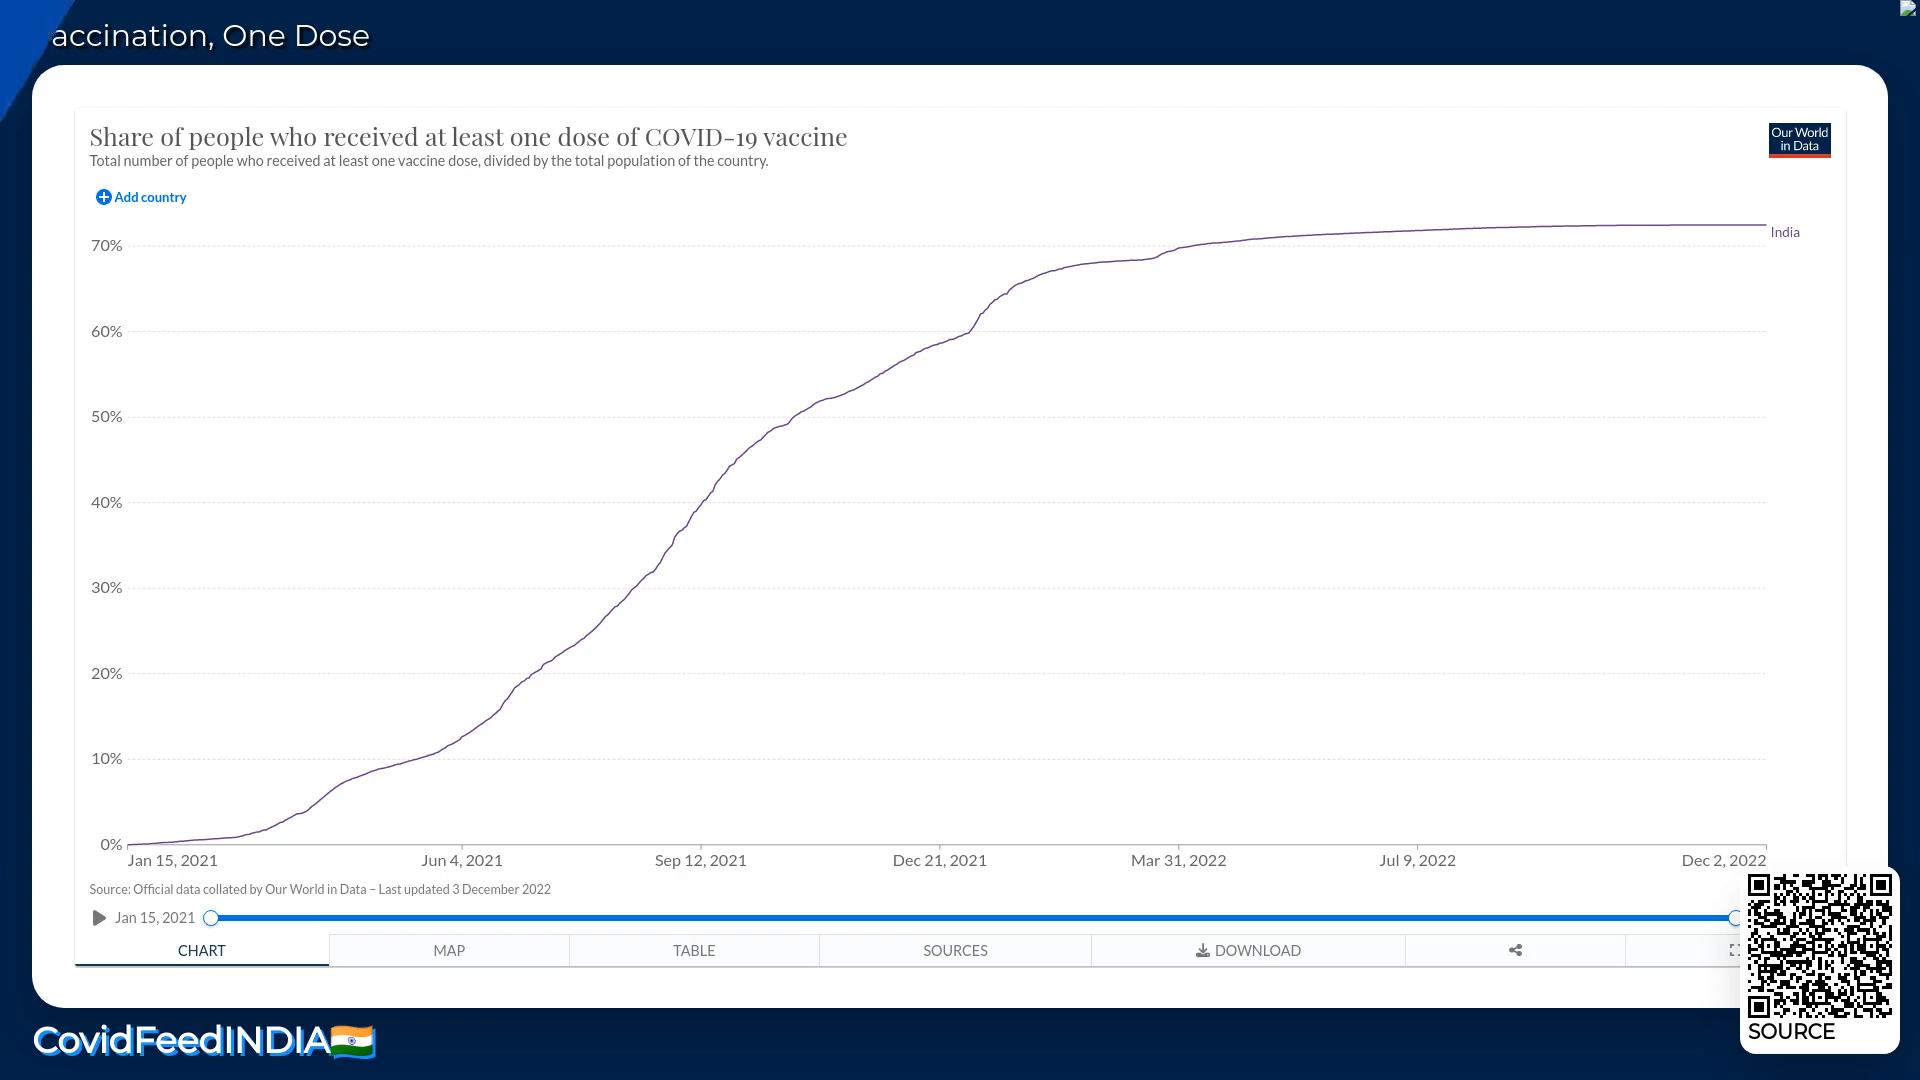 accination, One Dose
Share of people who received at least one dose of COVID-19 vaccine
Total number of people who received at least one vaccine dose, divided by the total population of the country.
Our World
in Data
Add country
70%
India
60%
50%
40%
30%
20%
10%
0%
Jan 15, 2021 Jun 4, 2021 Sep 12, 2021 Dec 21, 2021 Mar 31, 2022 Jul 9, 2022 Dec 2, 2022
Source: Official data collated by Our World in Data – Last updated 3 December 2022
Jan 15, 2021
CHART MAP TABLE SOURCES DOWNLOAD
SOURCE
CovidFeedINDIA